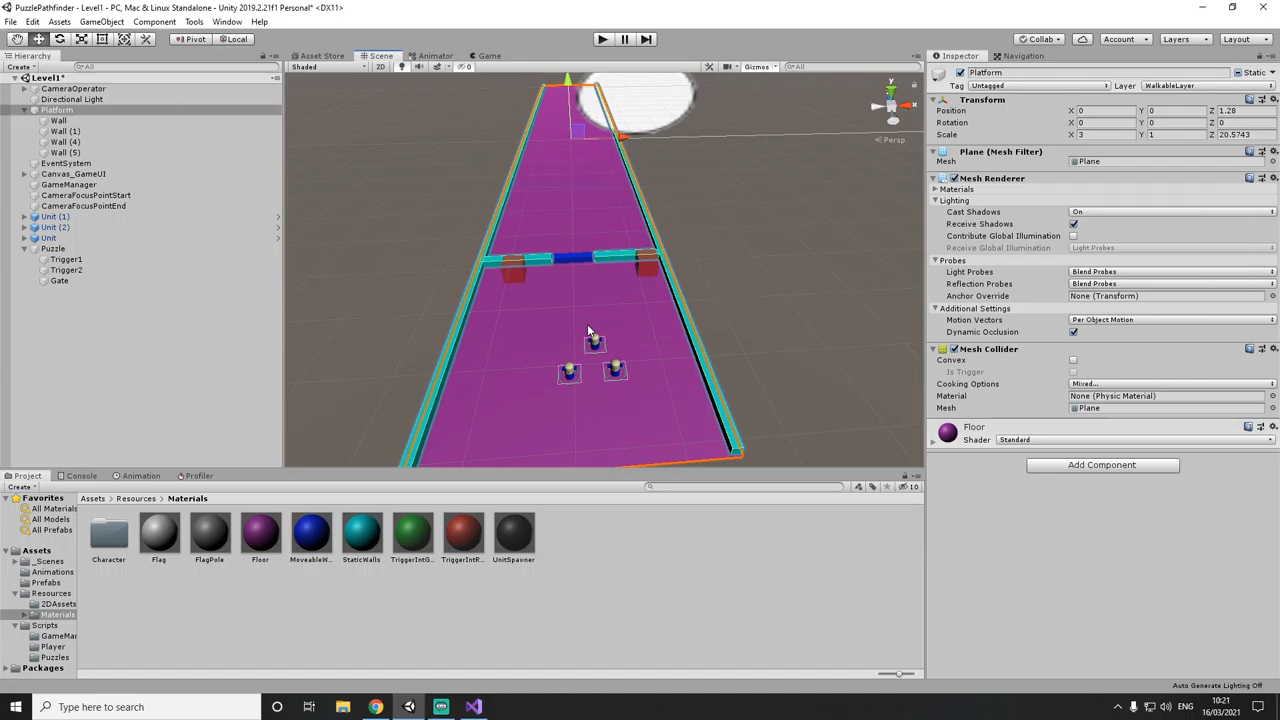 PuzzlePathfinder - Level1 - PC, Mac & Linux Standalone - Unity 2019.2.21f1 Personal* <DX11>
File Edit Assets GameObject Component Tools Window Help
Pivot Local Collab Account Layers Layout
Hierarchy Asset Store Scene Animator Game Inspector Navigation
Create All Shaded 2D 0 Gizmos All Platform Static
Level1* Tag Untagged Layer WalkableLayer
CameraOperator
Directional Light Transform
Platform Position X 0 Y 0 Z 1.28
Wall Rotation X 0 Y 0 Z 0
Wall (1) Scale X 3 Y 1 Z 20.5743
Wall (4) y x Persp
Wall (5) Plane (Mesh Filter)
EventSystem Mesh Plane
Canvas_GameUI Mesh Renderer
GameManager Materials
CameraFocusPointStart Lighting
CameraFocusPointEnd Cast Shadows On
Unit (1) Receive Shadows
Unit (2) Contribute Global Illumination
Unit Receive Global Illumination Light Probes
Puzzle Probes
Trigger1 Light Probes Blend Probes
Trigger2 Reflection Probes Blend Probes
Gate Anchor Override None (Transform)
Additional Settings
Motion Vectors Per Object Motion
Dynamic Occlusion
Mesh Collider
Convex
Is Trigger
Cooking Options Mixed...
Material None (Physic Material)
Mesh Plane
Floor
Shader Standard
Add Component
Project Console Animation Profiler
Create 10
Favorites Assets Resources Materials
All Materials
All Models
All Prefabs
Assets
_Scenes
Animations
Prefabs
Resources
2DAssets
Materials
Scripts
GameMar
Player
Puzzles
Packages
Character Flag FlagPole Floor MoveableW... StaticWalls TriggerIntG... TriggerIntR... UnitSpawner
Auto Generate Lighting Off
Type here to search
10:21
16/03/2021